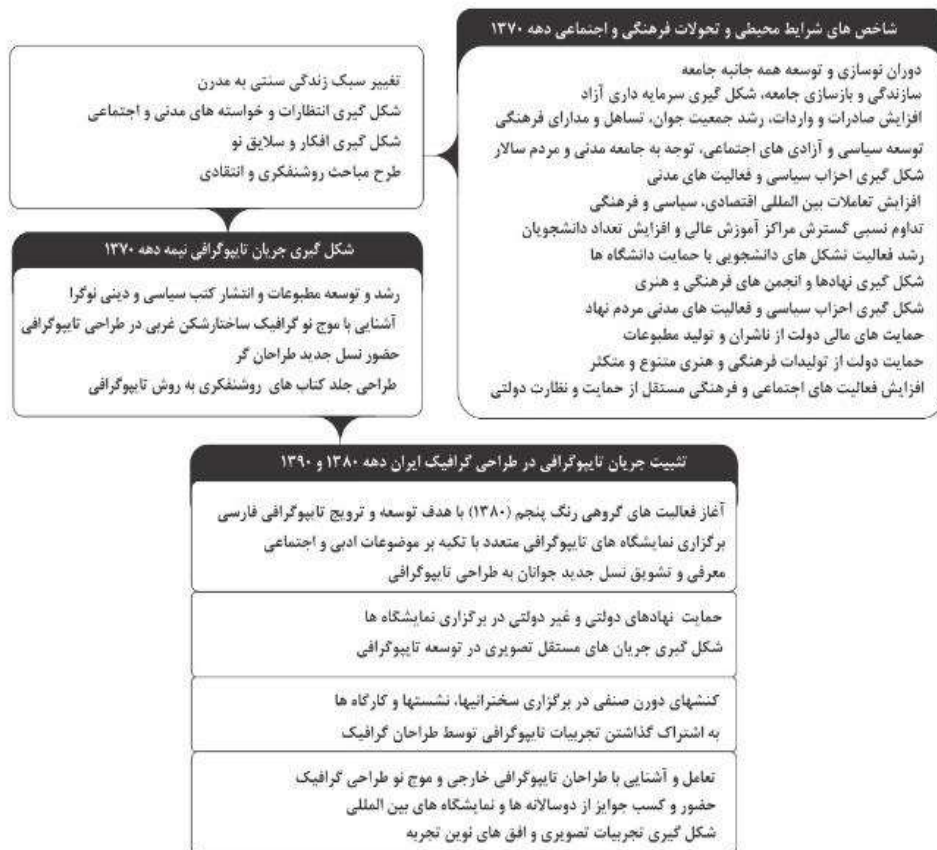 شاخص های شرایط محیطی و تحولات فرهنگی و اجتماعی دهه ۱۳۷۰
دوران نوسازی و توسعه همه جانبه جامعه
سازندگی و بازسازی جامعه، شکل گیری سرمایه داری آزاد
افزایش صادرات و واردات، رشد جمعیت جوان، تساهل و مدارای فرهنگی
توسعه سیاسی و آزادی های اجتماعی، توجه به جامعه مدنی و مردم سالار
شکل گیری احزاب سیاسی و فعالیت های مدنی
افزایش تعاملات بین المللی اقتصادی، سیاسی و فرهنگی
تداوم نسبی گسترش مراکز آموزش عالی و افزایش تعداد دانشجویان
رشد فعالیت تشکل های دانشجویی با حمایت دانشگاه ها
شکل گیری نهادها و انجمن های فرهنگی و هنری
شکل گیری احزاب سیاسی و فعالیت های مدنی مردم نهاد
حمایت های مالی دولت از ناشران و تولید مطبوعات
حمایت دولت از تولیدات فرهنگی و هنری متنوع و متکثر
افزایش فعالیت های اجتماعی و فرهنگی مستقل از حمایت و نظارت دولتی
تغییر سبک زندگی سنتی به مدرن
شکل گیری انتظارات و خواسته های مدنی و اجتماعی
شکل گیری افکار و سلایق نو
طرح مباحث روشنفکری و انتقادی
شکل گیری جریان تایپوگرافی نیمه دهه ۱۳۷۰
رشد و توسعه مطبوعات و انتشار کتب سیاسی و دینی نوگرا
آشنایی با موج نو گرافیک ساختارشکن غربی در طراحی تایپوگرافی
حضور نسل جدید طراحان گر
طراحی جلد کتاب های روشنفکری به روش تایپوگرافی
تثبیت جریان تایپوگرافی در طراحی گرافیک ایران دهه ۱۳۸۰ و ۱۳۹۰
آغاز فعالیت های گروهی رنگ پنجم (۱۳۸۰) با هدف توسعه و ترویج تایپوگرافی فارسی
برگزاری نمایشگاه های تایپوگرافی متعدد با تکیه بر موضوعات ادبی و اجتماعی
معرفی و تشویق نسل جدید جوانان به طراحی تایپوگرافی
حمایت نهادهای دولتی و غیر دولتی در برگزاری نمایشگاه ها
شکل گیری جریان های مستقل تصویری در توسعه تایپوگرافی
کنشهای دورن صنفی در برگزاری سخنرانیها، نشستها و کارگاه ها
به اشتراک گذاشتن تجربیات تایپوگرافی توسط طراحان گرافیک
تعامل و آشنایی با طراحان تایپوگرافی خارجی و موج نو طراحی گرافیک
حضور و کسب جوایز از دوسالانه ها و نمایشگاه های بین المللی
شکل گیری تجربیات تصویری و افق های نوین تجربه